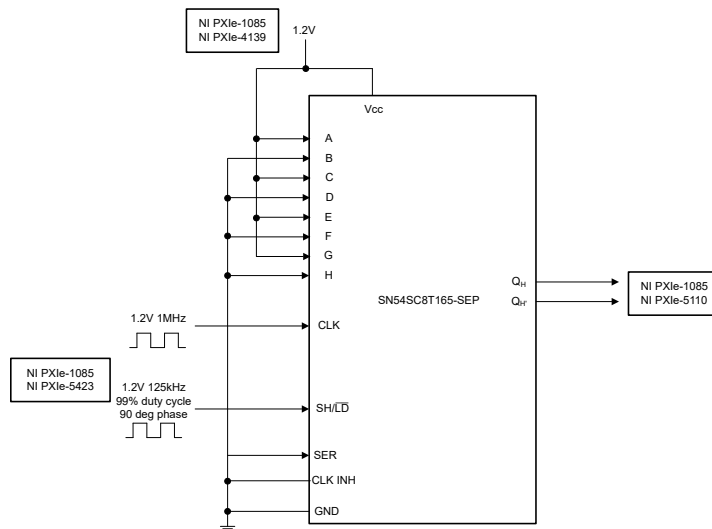 NI PXIe-1085
NI PXIe-4139
1.2V
Vcc
A
B
C
D
E
F
G
H
SN54SC8T165-SEP
QH
QH'
NI PXIe-1085
NI PXIe-5110
1.2V 1MHz
CLK
NI PXIe-1085
NI PXIe-5423
1.2V 125kHz
99% duty cycle
90 deg phase
SH/L̅D̅
SER
CLK INH
GND